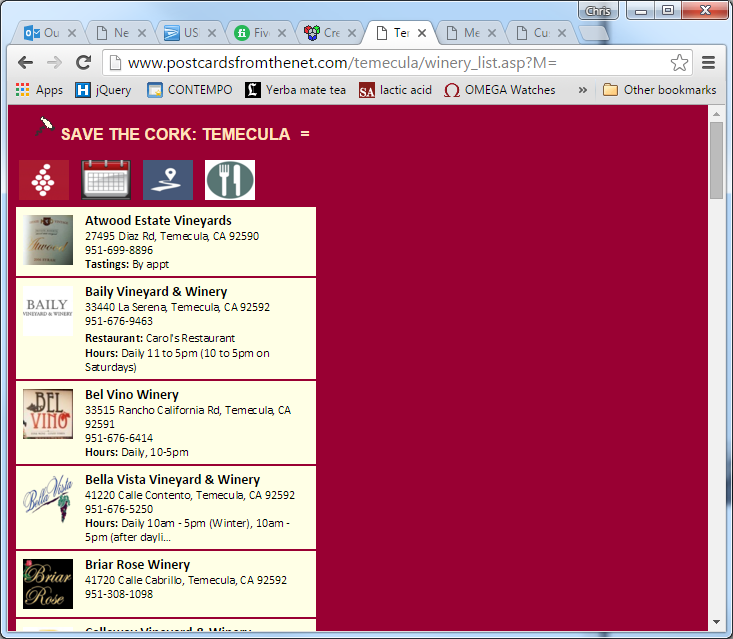 Chris
Ou
Ne
US
Fiv
Cre
Ter
Me
Cu
www.postcardsfromthenet.com/temecula/winery_list.asp?M=
Apps
H jQuery
CONTEMPO
L Yerba mate tea
SA lactic acid
Ω OMEGA Watches
»
Other bookmarks
SAVE THE CORK: TEMECULA =
Atwood Estate Vineyards
27495 Diaz Rd, Temecula, CA 92590
951-699-8896
Tastings: By appt
BAILY
VINEYARD & WINERY
Baily Vineyard & Winery
33440 La Serena, Temecula, CA 92592
951-676-9463
Restaurant: Carol's Restaurant
Hours: Daily 11 to 5pm (10 to 5pm on
Saturdays)
BEL
VINO
Bel Vino Winery
33515 Rancho California Rd, Temecula, CA
92591
951-676-6414
Hours: Daily, 10-5pm
Bella Vista
Bella Vista Vineyard & Winery
41220 Calle Contento, Temecula, CA 92592
951-676-5250
Hours: Daily 10am - 5pm (Winter), 10am -
5pm (after dayli...
Briar
Rose
Briar Rose Winery
41720 Calle Cabrillo, Temecula, CA 92592
951-308-1098